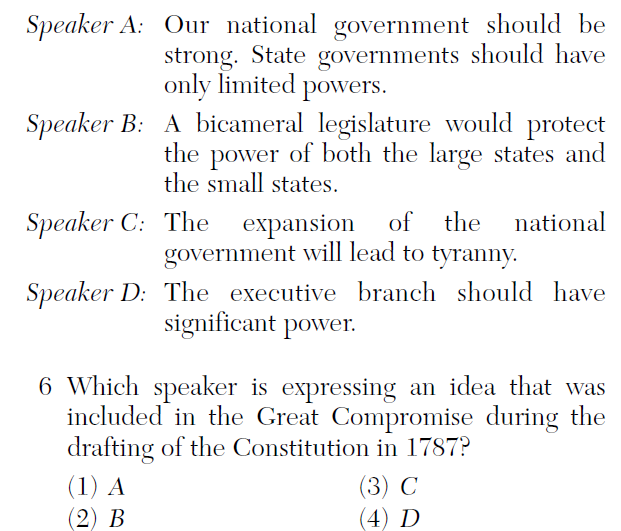 Speaker A: Our national government should be
strong. State governments should have
only limited powers.
Speaker B: A bicameral legislature would protect
the power of both the large states and
the small states.
Speaker C: The expansion of the national
government will lead to tyranny.
Speaker D: The executive branch should have
significant power.
6 Which speaker is expressing an idea that was
included in the Great Compromise during the
drafting of the Constitution in 1787?
(1) A (3) C
(2) B (4) D